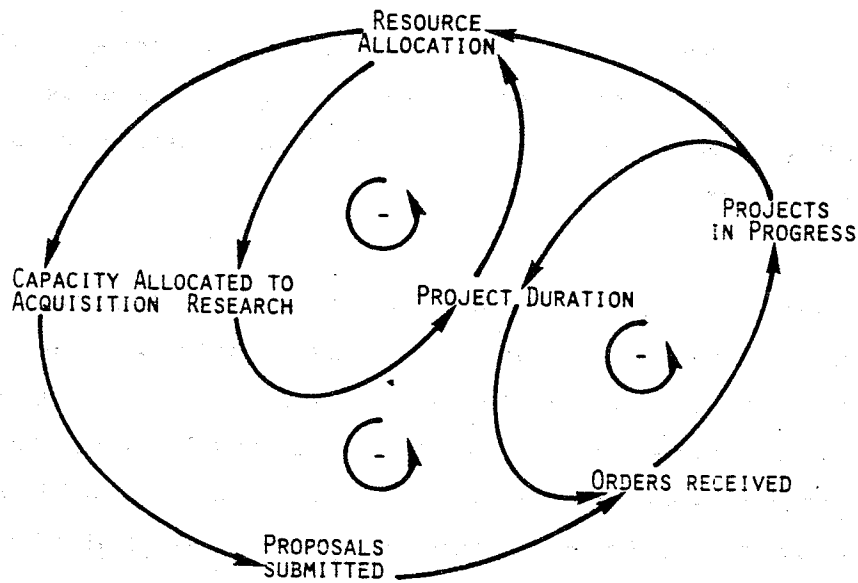 RESOURCE
ALLOCATION
PROJECTS
IN PROGRESS
CAPACITY ALLOCATED TO
ACQUISITION RESEARCH
PROJECT DURATION
-
-
-
ORDERS RECEIVED
PROPOSALS
SUBMITTED